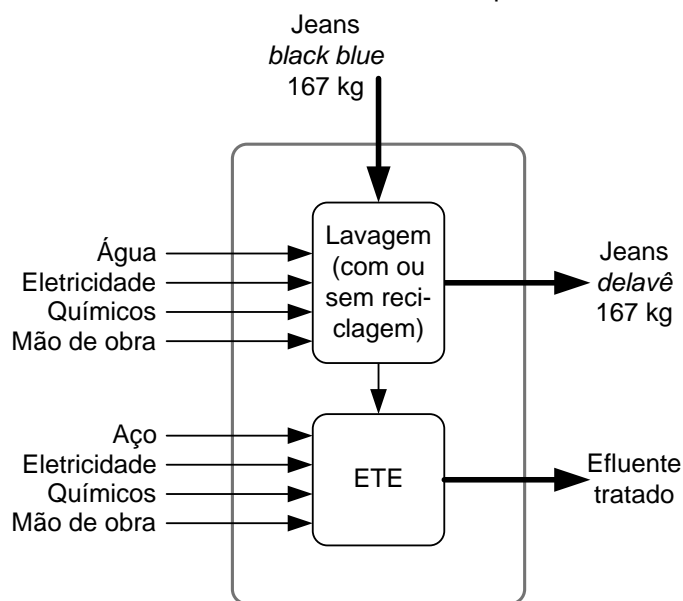 Jeans
black blue
167 kg
Água
Eletricidade
Químicos
Mão de obra
Lavagem
(com ou
sem reci-
clagem)
Jeans
delavê
167 kg
Aço
Eletricidade
Químicos
Mão de obra
ETE
Efluente
tratado